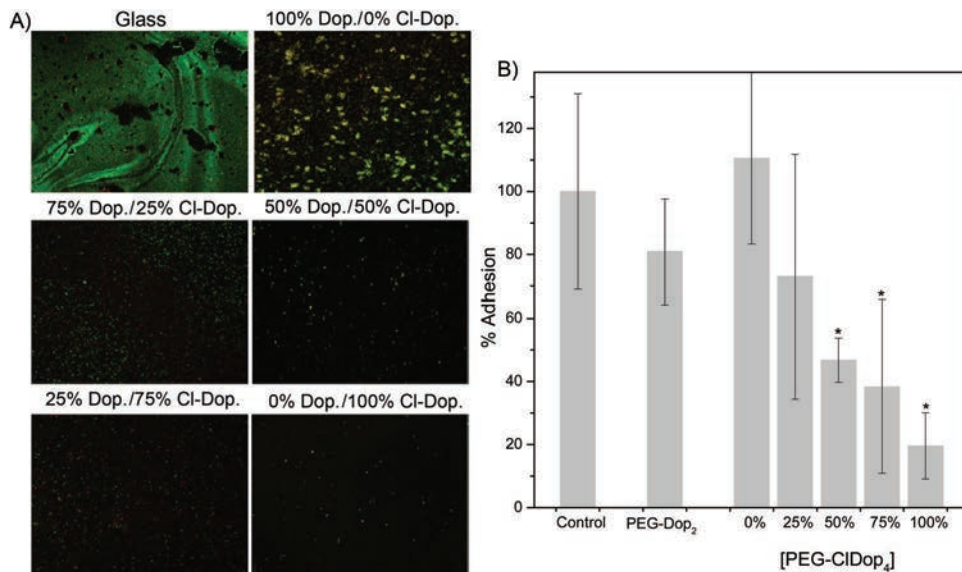 A)
Glass
100% Dop./0% Cl-Dop.
75% Dop./25% Cl-Dop.
50% Dop./50% Cl-Dop.
25% Dop./75% Cl-Dop.
0% Dop./100% Cl-Dop.
B)
% Adhesion
120
100
80
60
40
20
0
*
*
*
Control
PEG-Dop₂
0%
25%
50%
75%
100%
[PEG-ClDop₄]